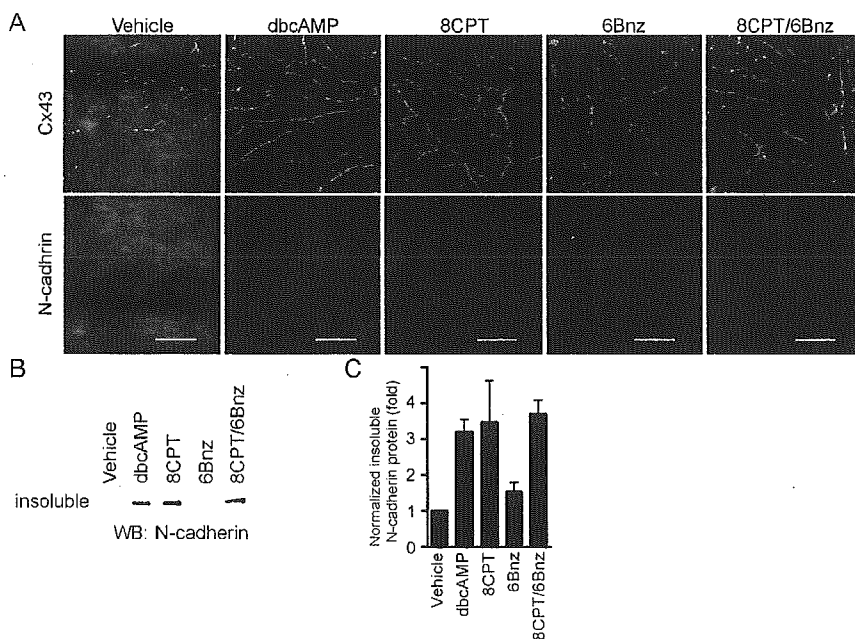 A
Vehicle dbcAMP 8CPT 6Bnz 8CPT/6Bnz
Cx43
N-cadhrin
B
Vehicle
dbcAMP
8CPT
6Bnz
8CPT/6Bnz
insoluble
WB: N-cadherin
C
Normalized insoluble
N-cadherin protein (fold)
4
3
2
1
0
Vehicle
dbcAMP
8CPT
6Bnz
8CPT/6Bnz